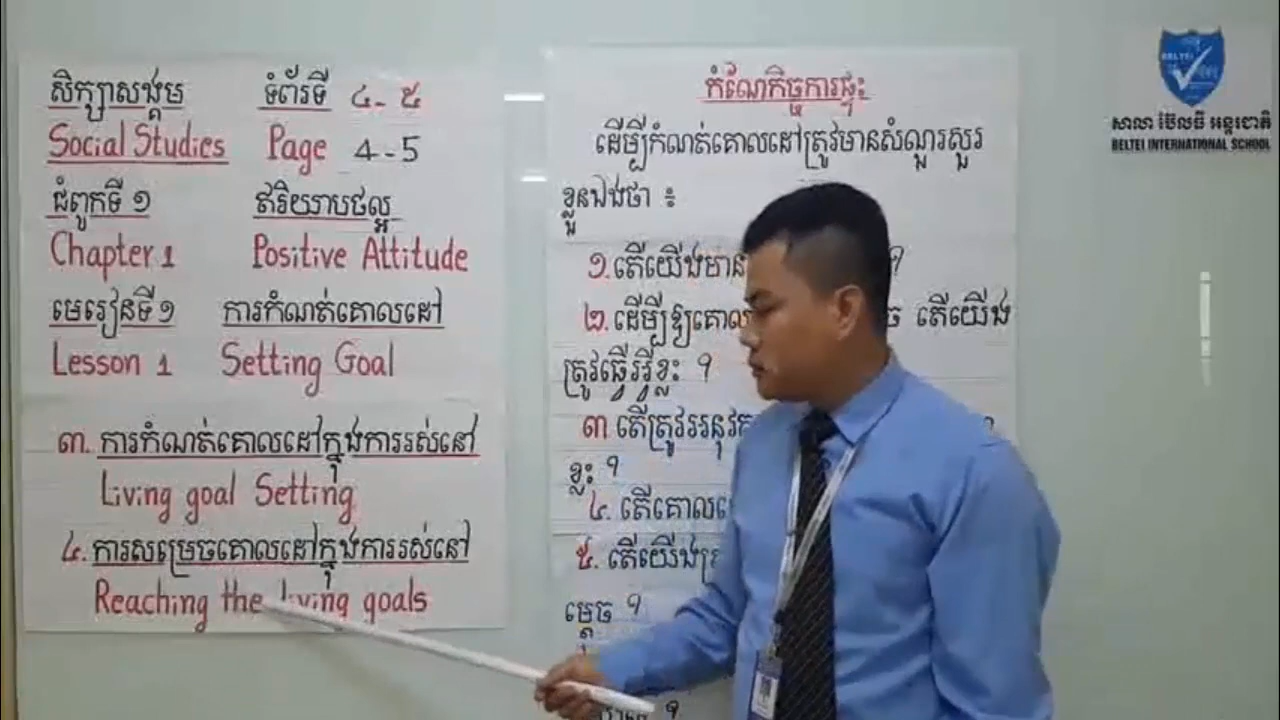 សិក្សាសង្គម ទំព័រទី ៤-៥
Social Studies Page 4-5
ជំពូកទី ១ ឥរិយាបថល្អ
Chapter 1 Positive Attitude
មេរៀនទី ១ ការកំណត់គោលដៅ
Lesson 1 Setting Goal
៣. ការកំណត់គោលដៅក្នុងការរស់នៅ
Living goal Setting
៤. ការសម្រេចគោលដៅក្នុងការរស់នៅ
Reaching the living goals
កំណែកិច្ចការផ្ទះ
ដើម្បីកំណត់គោលដៅត្រូវមានសំណួរសួរ
ខ្លួនឯងថា ៖
១. តើយើងមាន ?
២. ដើម្បីឱ្យគោល ច តើយើង
ត្រូវធ្វើអ្វីខ្លះ ?
៣ តើត្រូវអនុវត្ត
ខ្លះ ?
៤. តើគោល
៥. តើយើង
ម្តេច ?
BELTEI
សាលា ប៊ែលធី អន្តរជាតិ
BELTEI INTERNATIONAL SCHOOL